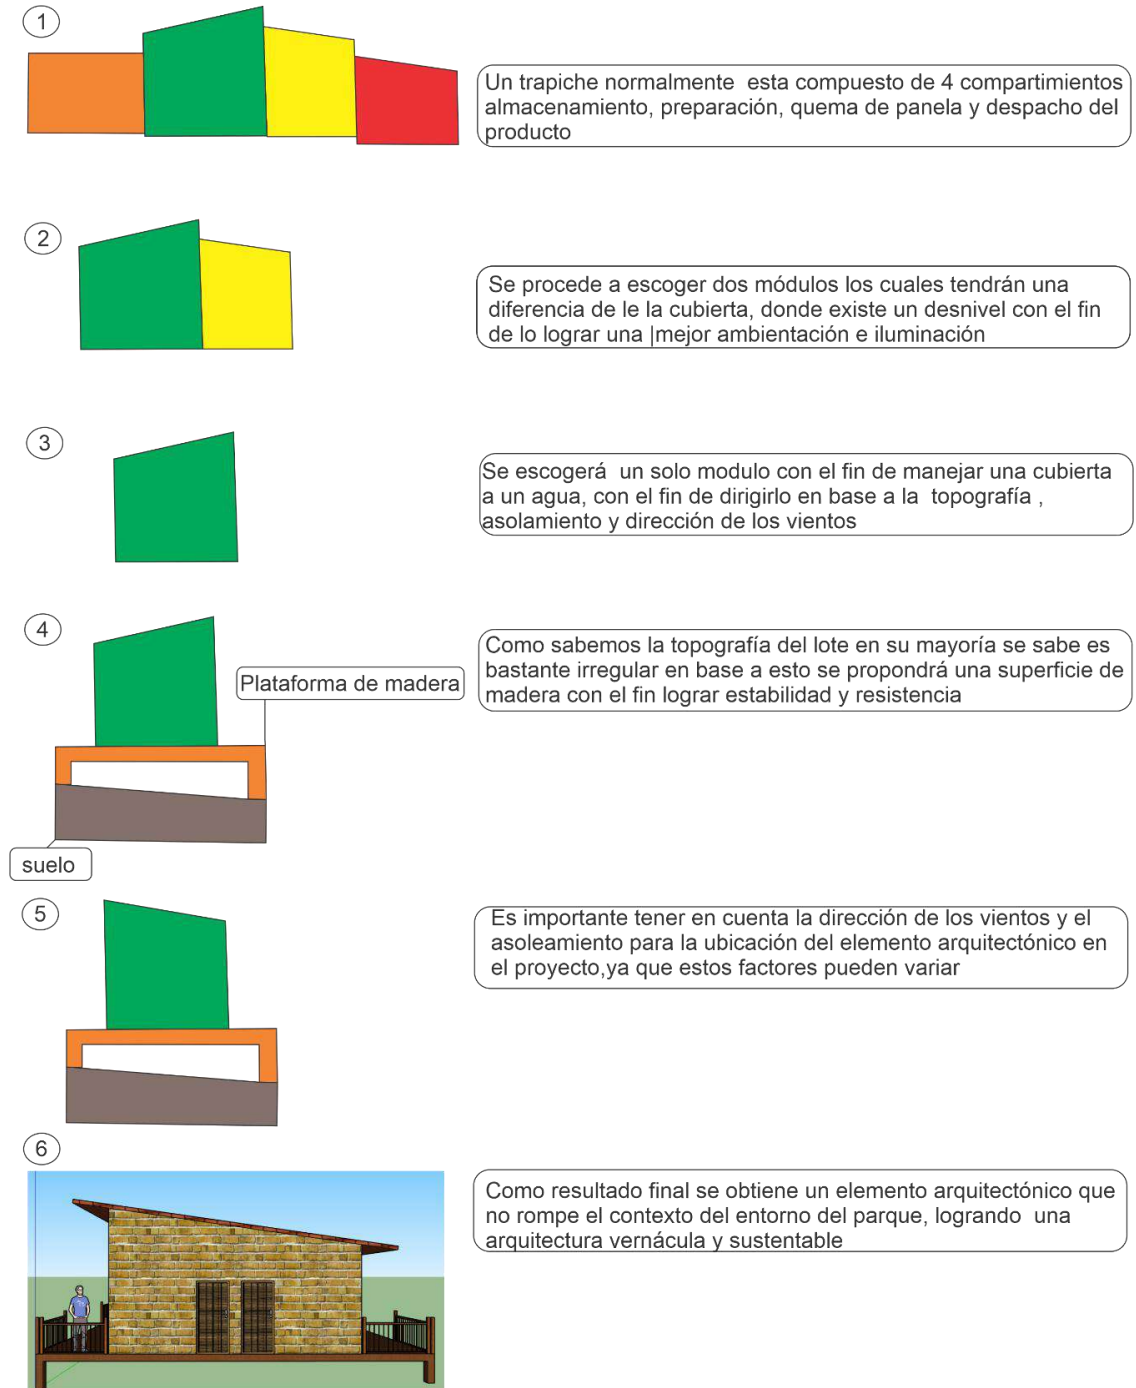 1
Un trapiche normalmente esta compuesto de 4 compartimientos
almacenamiento, preparación, quema de panela y despacho del
producto
2
Se procede a escoger dos módulos los cuales tendrán una
diferencia de le la cubierta, donde existe un desnivel con el fin
de lo lograr una |mejor ambientación e iluminación
3
Se escogerá un solo modulo con el fin de manejar una cubierta
a un agua, con el fin de dirigirlo en base a la topografía ,
asolamiento y dirección de los vientos
4
Plataforma de madera
suelo
Como sabemos la topografía del lote en su mayoría se sabe es
bastante irregular en base a esto se propondrá una superficie de
madera con el fin lograr estabilidad y resistencia
5
Es importante tener en cuenta la dirección de los vientos y el
asoleamiento para la ubicación del elemento arquitectónico en
el proyecto,ya que estos factores pueden variar
6
Como resultado final se obtiene un elemento arquitectónico que
no rompe el contexto del entorno del parque, logrando una
arquitectura vernácula y sustentable